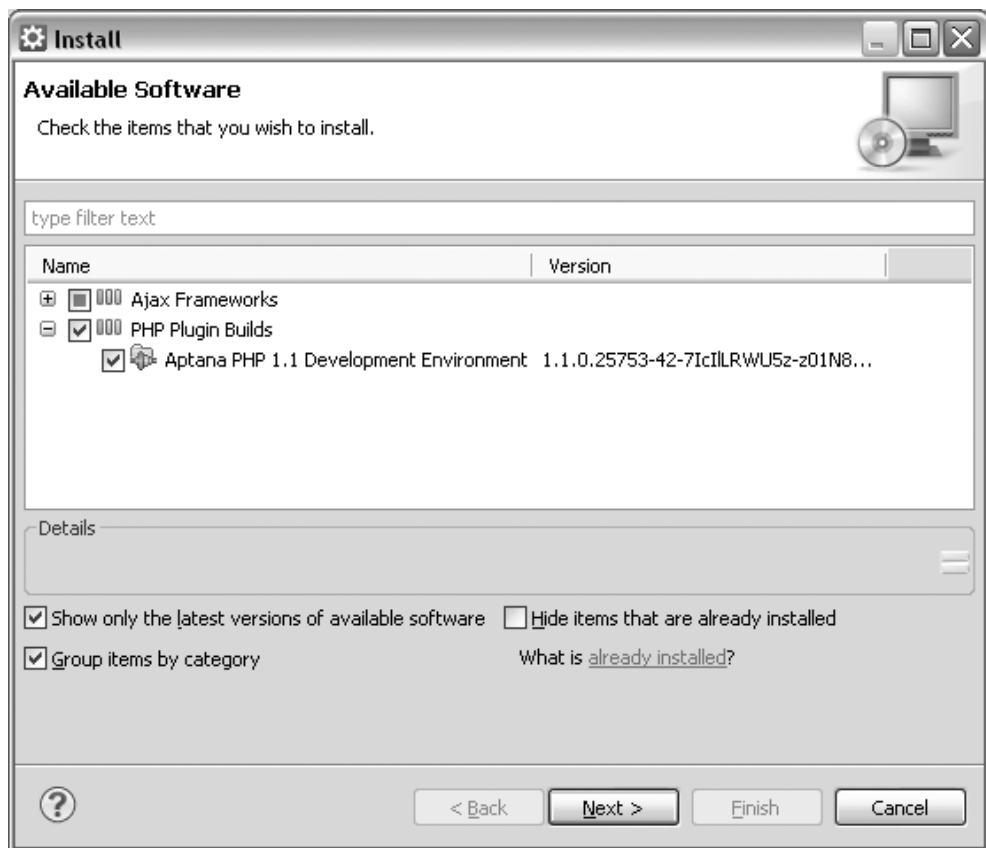 Install
Available Software
Check the items that you wish to install.
type filter text
Name Version
Ajax Frameworks
PHP Plugin Builds
Aptana PHP 1.1 Development Environment 1.1.0.25753-42-7IcIlLRWU5z-z01N8...
Details
Show only the latest versions of available software Hide items that are already installed
Group items by category What is already installed?
? < Back Next > Finish Cancel